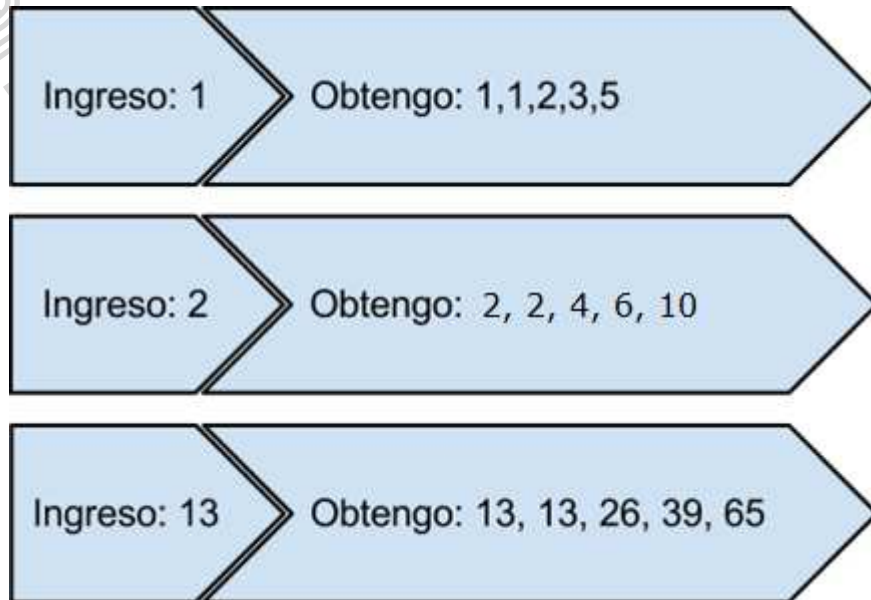 Ingreso: 1
Obtengo: 1,1,2,3,5
Ingreso: 2
Obtengo: 2, 2, 4, 6, 10
Ingreso: 13
Obtengo: 13, 13, 26, 39, 65